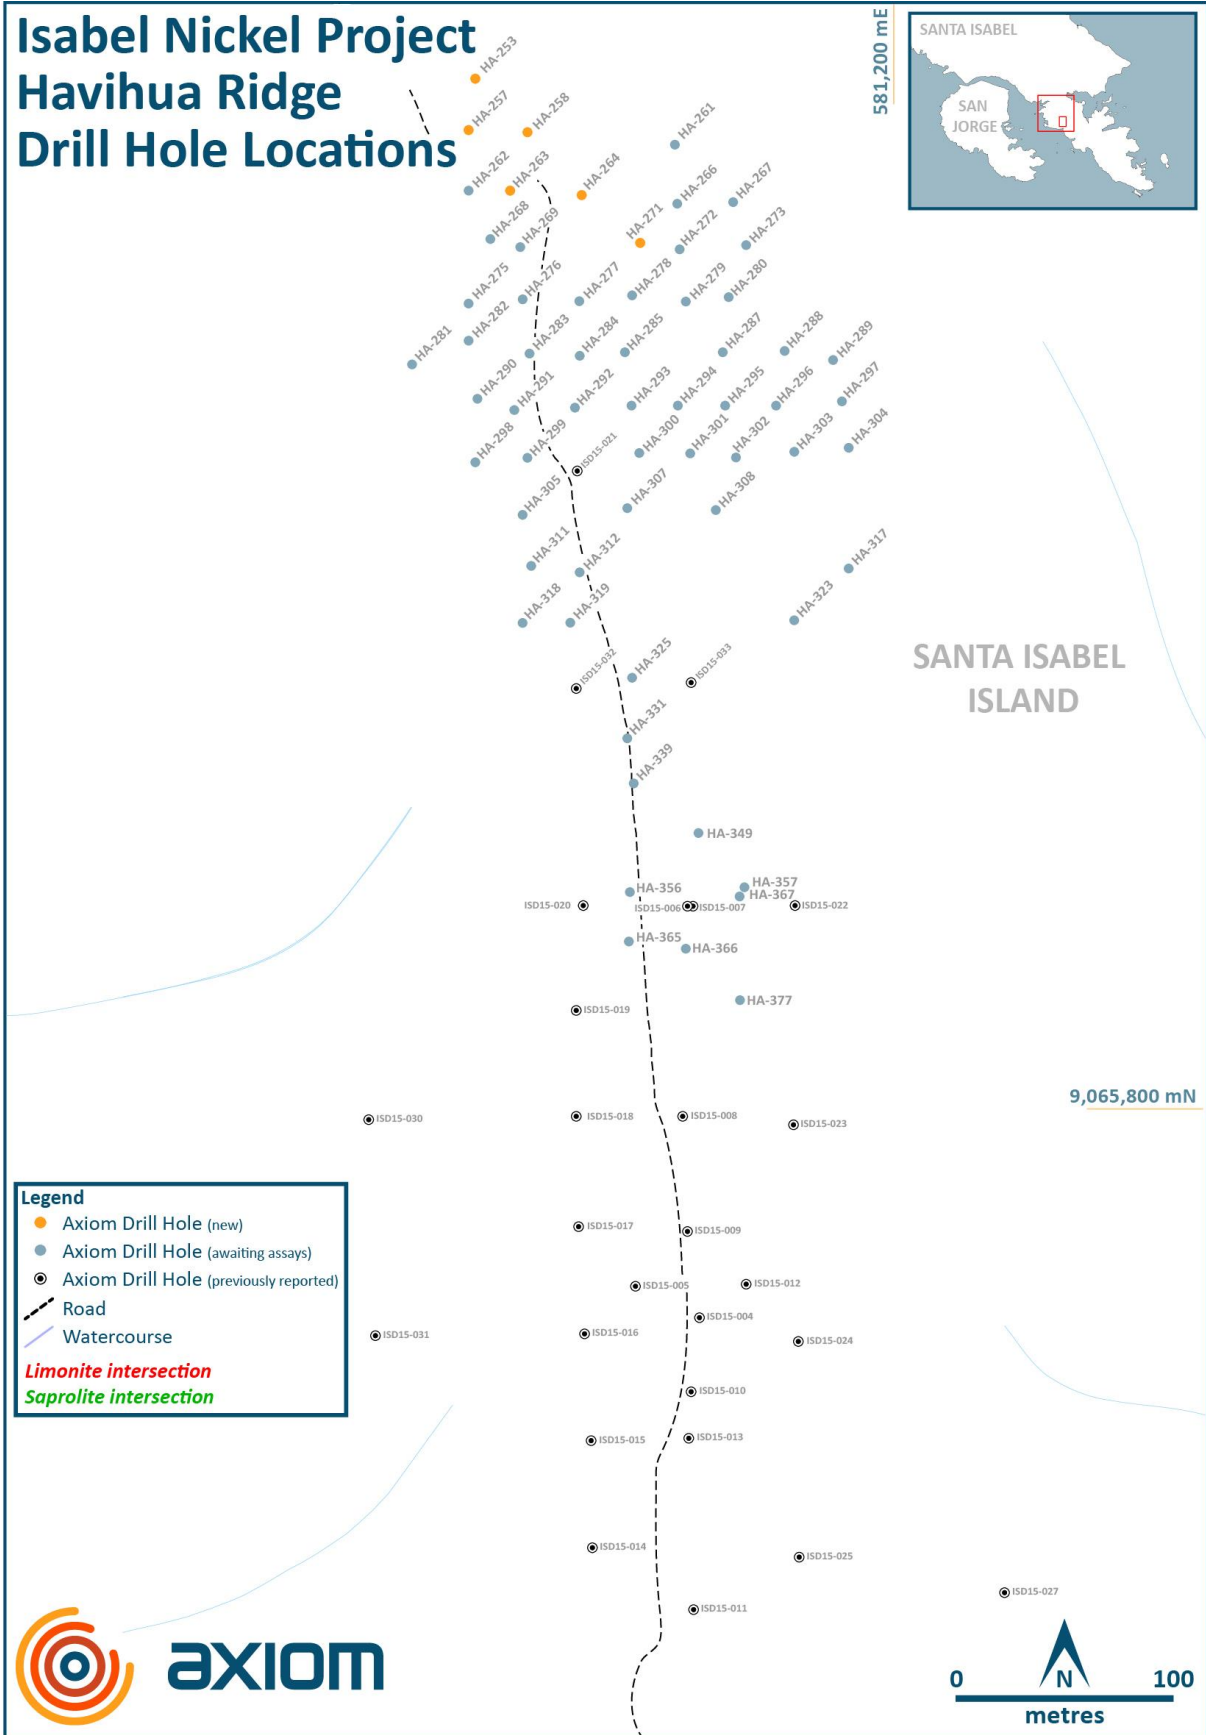 Isabel Nickel Project
Havihua Ridge
Drill Hole Locations
581,200 mE
SANTA ISABEL
SAN
JORGE
HA-253
HA-257
HA-258
HA-261
HA-262
HA-263
HA-264
HA-266
HA-267
HA-268
HA-269
HA-271
HA-272
HA-273
HA-275
HA-276
HA-277
HA-278
HA-279
HA-280
HA-281
HA-282
HA-283
HA-284
HA-285
HA-287
HA-288
HA-289
HA-290
HA-291
HA-292
HA-293
HA-294
HA-295
HA-296
HA-297
HA-298
HA-299
ISD15-021
HA-300
HA-301
HA-302
HA-303
HA-304
HA-305
HA-307
HA-308
HA-311
HA-312
HA-317
HA-318
HA-319
HA-323
SANTA ISABEL
ISLAND
ISD15-032
HA-325
ISD15-033
HA-331
HA-339
HA-349
HA-356
HA-357
HA-367
ISD15-020
ISD15-006
ISD15-007
ISD15-022
HA-365
HA-366
HA-377
ISD15-019
9,065,800 mN
ISD15-030
ISD15-018
ISD15-008
ISD15-023
ISD15-017
ISD15-009
ISD15-005
ISD15-012
ISD15-004
ISD15-031
ISD15-016
ISD15-024
ISD15-010
ISD15-015
ISD15-013
ISD15-014
ISD15-025
ISD15-027
ISD15-011
Legend
Axiom Drill Hole (new)
Axiom Drill Hole (awaiting assays)
Axiom Drill Hole (previously reported)
Road
Watercourse
Limonite intersection
Saprolite intersection
axiom
0 N 100
metres